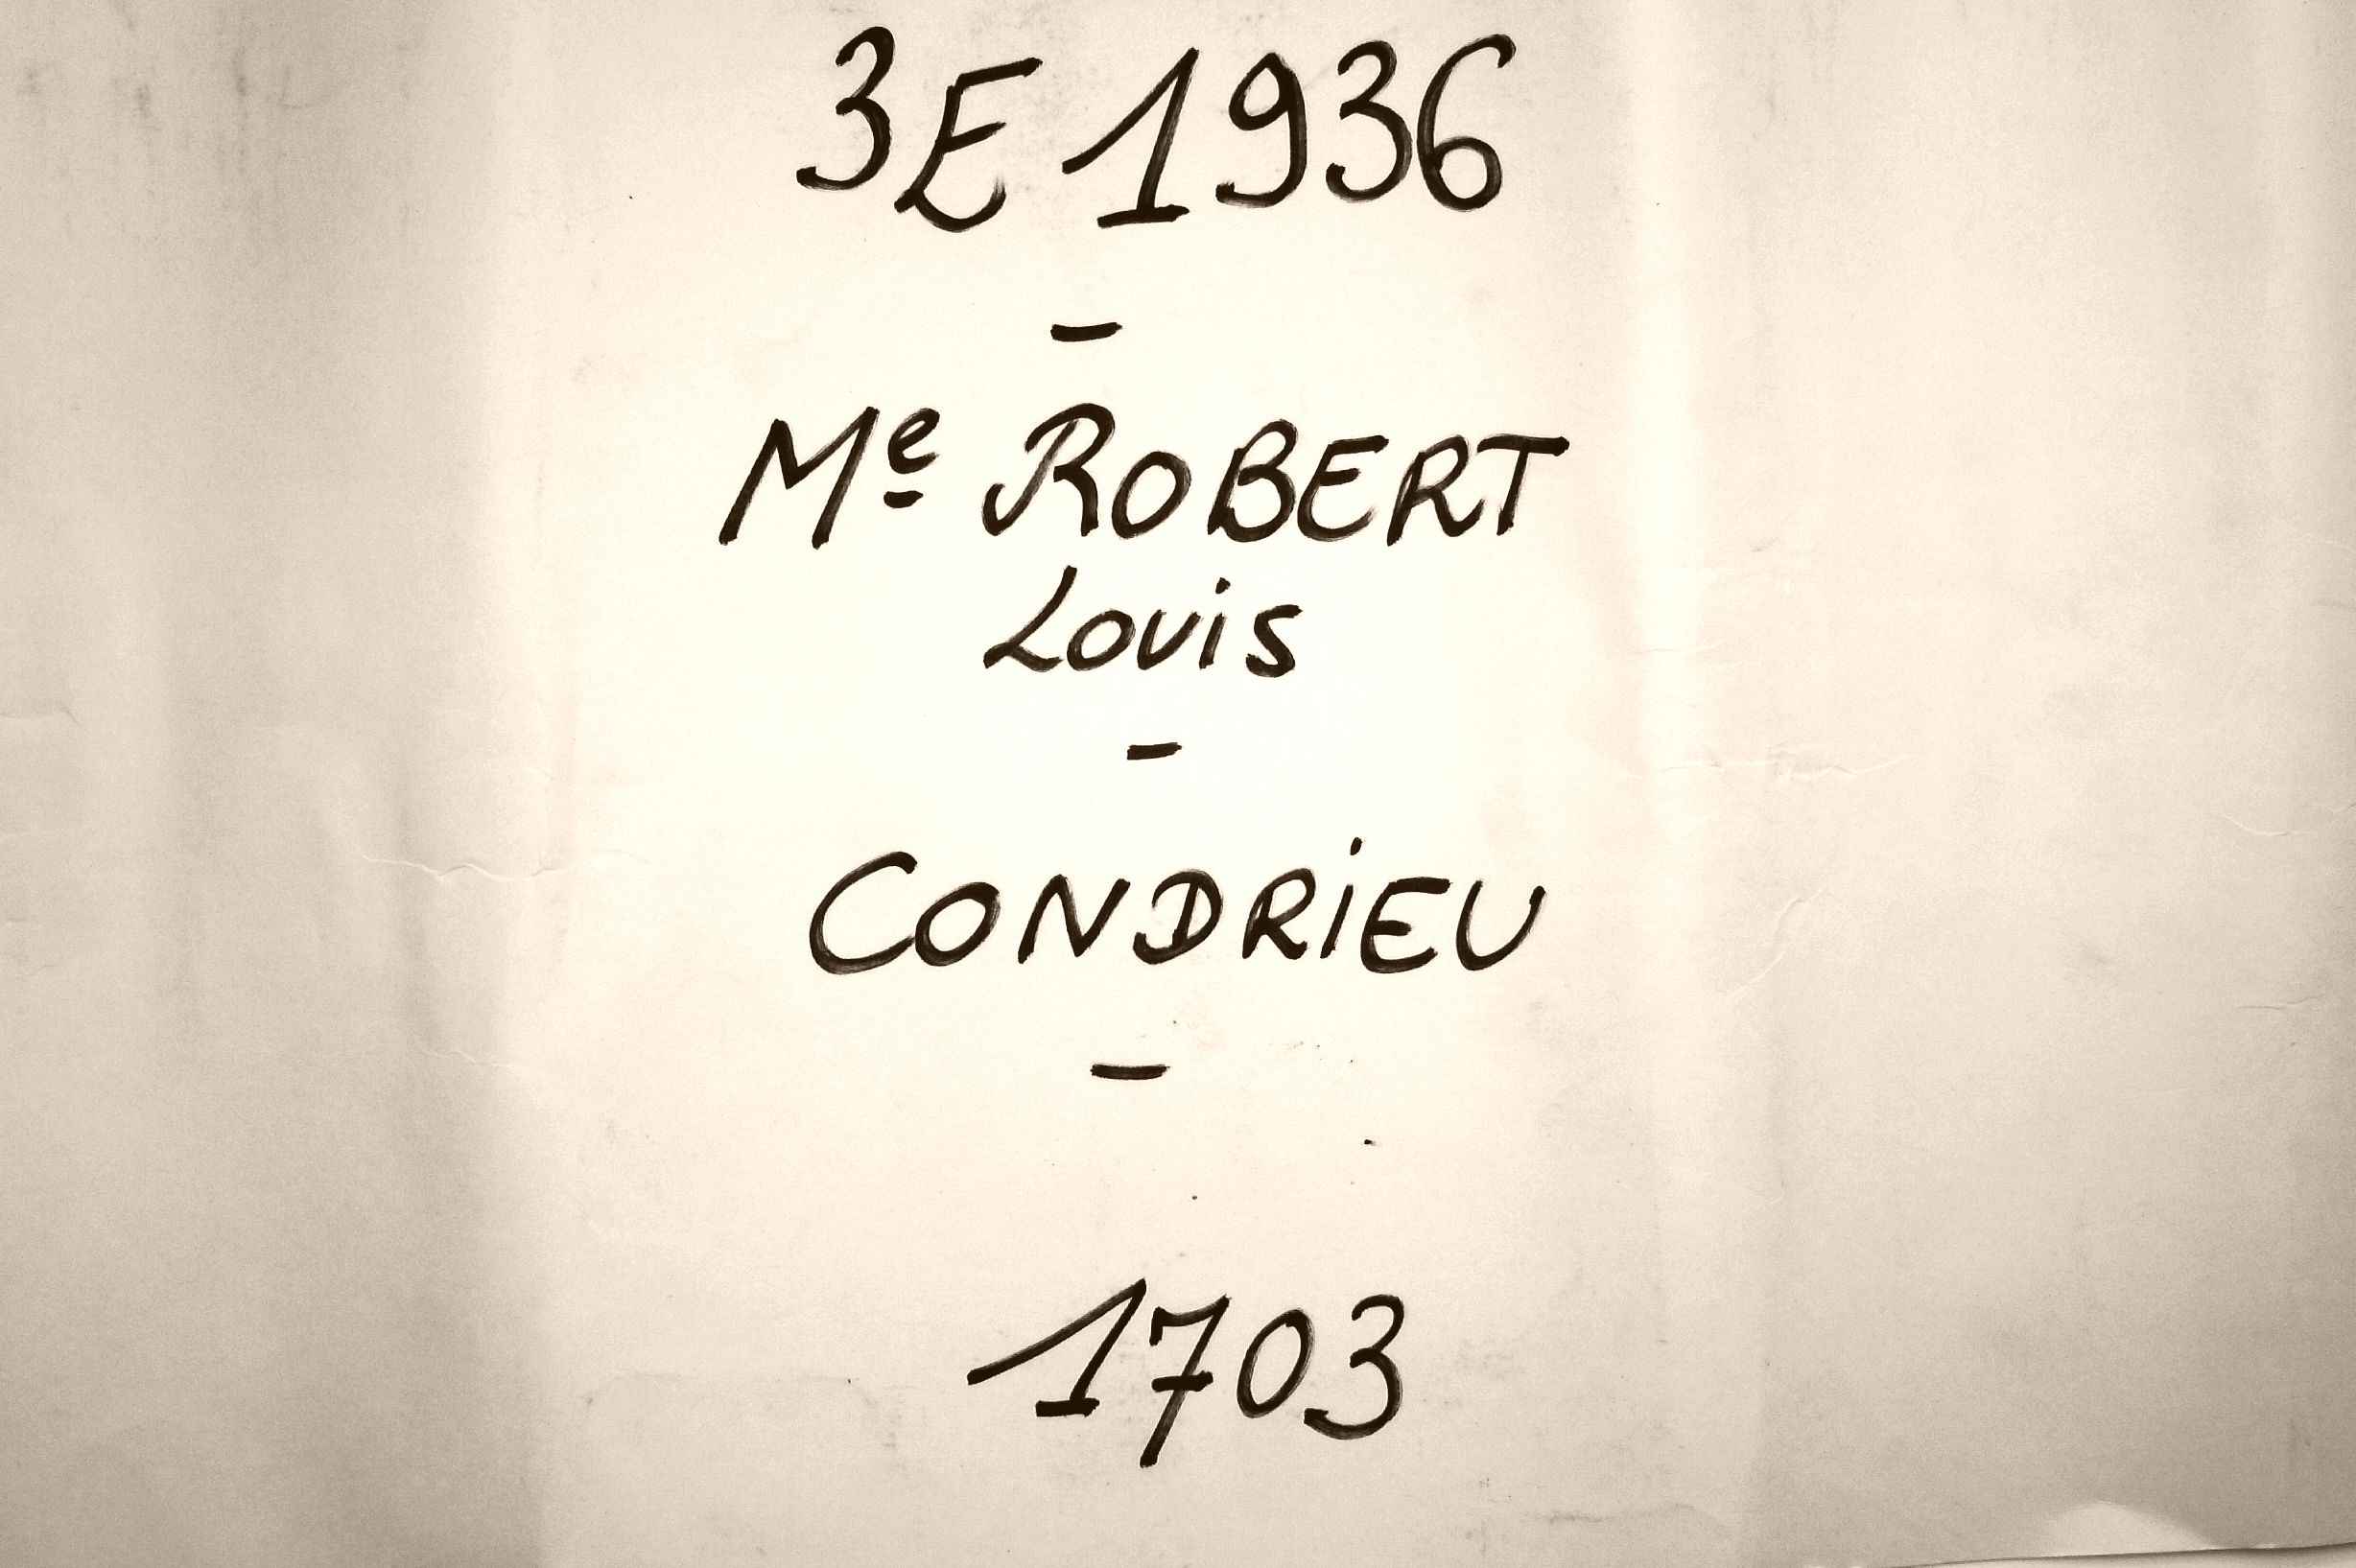 3E 1936
-
Me ROBERT
Louis
-
CONDRiEU
-
1703